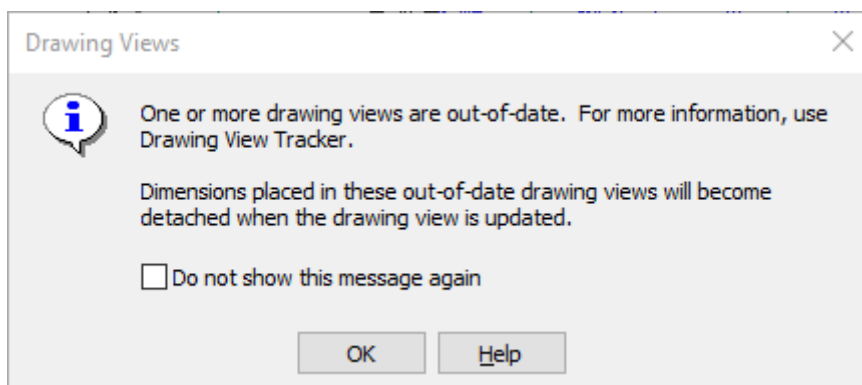 Drawing Views
One or more drawing views are out-of-date.  For more information, use
Drawing View Tracker.
Dimensions placed in these out-of-date drawing views will become
detached when the drawing view is updated.
Do not show this message again
OK
Help